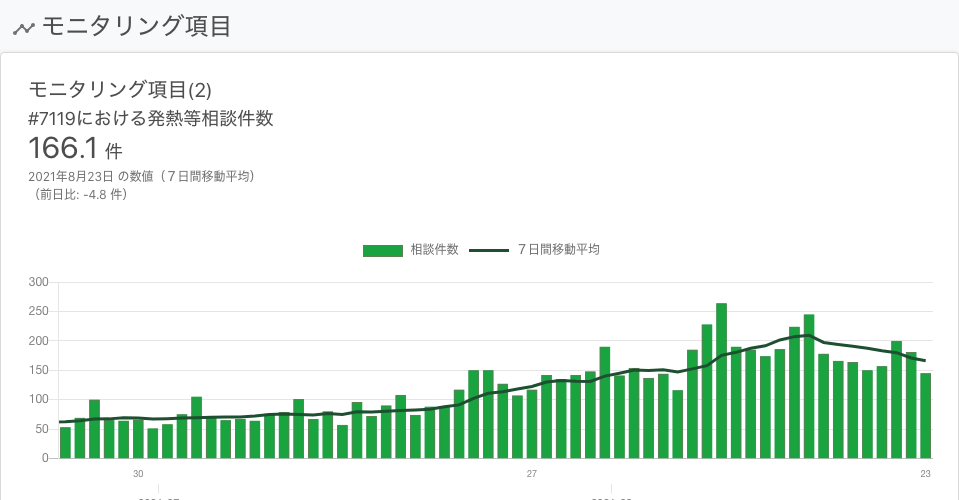 モニタリング項目
モニタリング項目(2)
#7119における発熱等相談件数
166.1 件
2021年8月23日 の数値（７日間移動平均）
（前日比: -4.8 件）
相談件数 ７日間移動平均
300
250
200
150
100
50
0
30 27 23